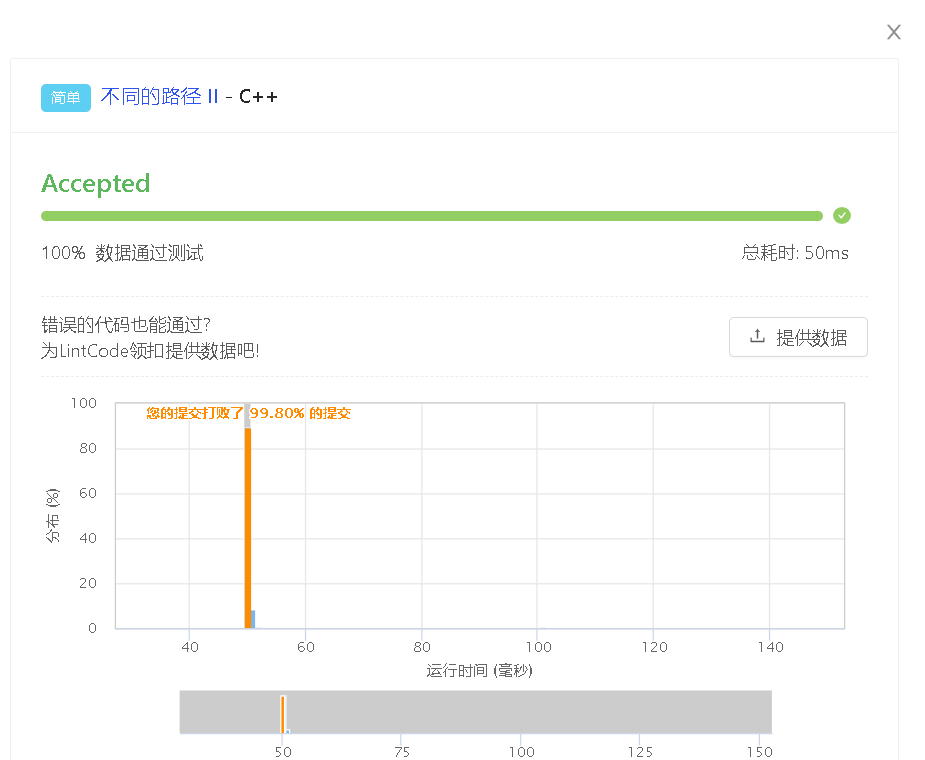 简单 不同的路径 II - C++
Accepted
100% 数据通过测试 总耗时: 50ms
错误的代码也能通过?
为LintCode领扣提供数据吧!
提供数据
您的提交打败了 99.80% 的提交
100
80
60
40
20
0
分布 (%)
40 60 80 100 120 140
运行时间 (毫秒)
50 75 100 125 150